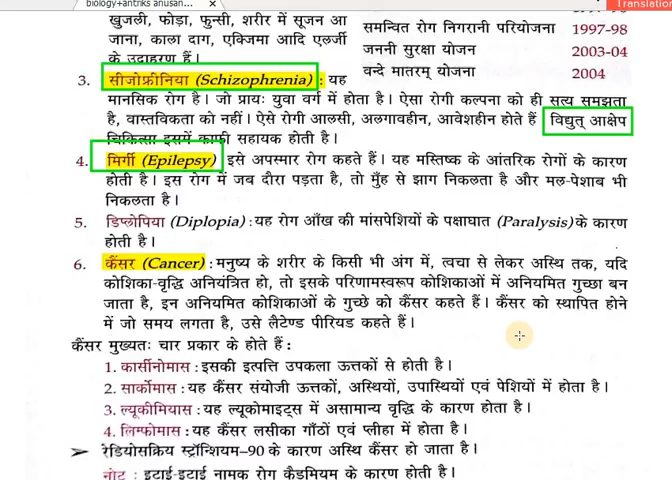 biology+antriks anusan...
Translation
खुजली, फोड़ा, फुन्सी, शरीर में सूजन आ
जाना, काला दाग, एक्जिमा आदि एलर्जी
के उदाहरण हैं।
समन्वित रोग निगरानी परियोजना 1997-98
जननी सुरक्षा योजन 2003-04
वन्दे मातरम् योजना 2004
3. सीजोफ्रीनिया (Schizophrenia) : यह
मानसिक रोग है। जो प्रायः युवा वर्ग में होता है। ऐसा रोगी कल्पना को ही सत्य समझता
है, वास्तविकता को नहीं। ऐसे रोगी आलसी, अलगावहीन, आवेशहीन होते हैं विद्युत् आक्षेप
चिकित्सा इसमें काफी सहायक होती है।
4. मिर्गी (Epilepsy) इसे अपस्मार रोग कहते हैं। यह मस्तिष्क के आंतरिक रोगों के कारण
होती है। इस रोग में जब दौरा पड़ता है, तो मुँह से झाग निकलता है और मल-पेशाब भी
निकलता है।
5. डिप्लोपिया (Diplopia) : यह रोग आँख की मांसपेशियों के पक्षाघात (Paralysis) के कारण
होती है।
6. कैंसर (Cancer) : मनुष्य के शरीर के किसी भी अंग में, त्वचा से लेकर अस्थि तक, यदि
कोशिका-वृद्धि अनियंत्रित हो, तो इसके परिणामस्वरूप कोशिकाओं में अनियमित गुच्छा बन
जाता है, इन अनियमित कोशिकाओं के गुच्छे को कैंसर कहते हैं। कैंसर को स्थापित होने
में जो समय लगता है, उसे लैटेण्ड पीरियड कहते हैं।
कैंसर मुख्यतः चार प्रकार के होते हैं :
1. कार्सीनोमास : इसकी इत्पत्ति उपकला ऊत्तकों से होती है।
2. सार्कोमास : यह कैंसर संयोजी ऊत्तकों, अस्थियों, उपास्थियों एवं पेशियों में होता है।
3. ल्यूकीमियास : यह ल्यूकोमाइट्स में असामान्य वृद्धि के कारण होता है।
4. लिम्फोमास : यह कैंसर लसीका गाँठों एवं प्लीहा में होता है।
➤ रेडियोसक्रिय स्ट्रॉन्शियम–90 के कारण अस्थि कैंसर हो जाता है।
नोट : इटाई-इटाई नामक रोग कैडमियम के कारण होती है।